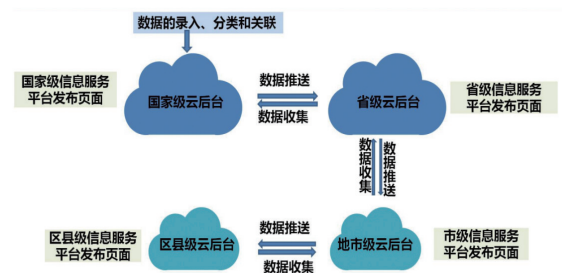 数据的录入、分类和关联
国家级信息服务
平台发布页面
国家级云后台
数据推送
数据收集
省级云后台
省级信息服务
平台发布页面
数据收集
数据推送
区县级信息服务
平台发布页面
区县级云后台
数据推送
数据收集
地市级云后台
市级信息服务
平台发布页面